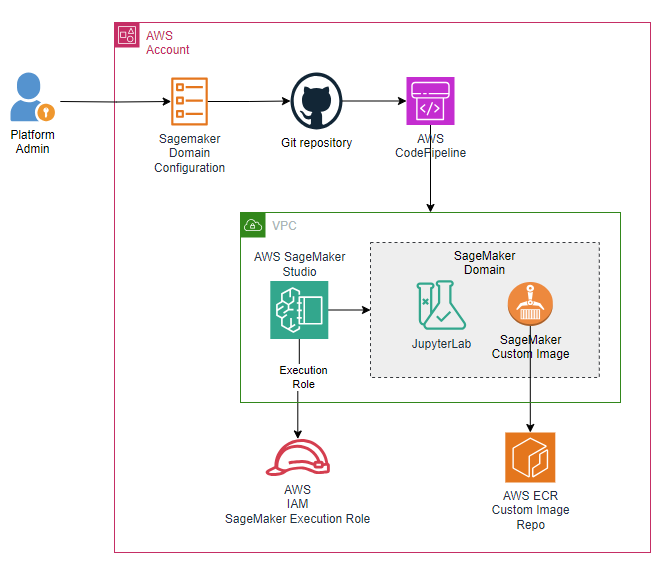 AWS
Account
Platform
Admin
Sagemaker
Domain
Configuration
Git repository
AWS
CodePipeline
VPC
AWS SageMaker
Studio
SageMaker
Domain
JupyterLab
SageMaker
Custom Image
Execution
Role
AWS
IAM
SageMaker Execution Role
AWS ECR
Custom Image
Repo